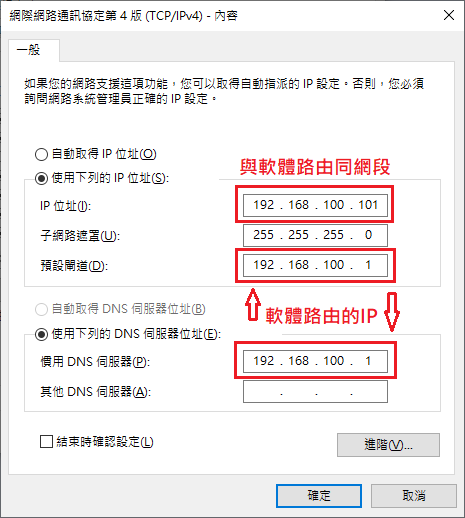 網際網路通訊協定第 4 版 (TCP/IPv4) - 內容
一般
如果您的網路支援這項功能，您可以取得自動指派的 IP 設定。否則，您必須
詢問網路系統管理員正確的 IP 設定。
自動取得 IP 位址(O)
與軟體路由同網段
使用下列的 IP 位址(S):
IP 位址(I): 192 . 168 . 100 . 101
子網路遮罩(U): 255 . 255 . 255 . 0
預設閘道(D): 192 . 168 . 100 . 1
自動取得 DNS 伺服器位址(B)
軟體路由的IP
使用下列的 DNS 伺服器位址(E):
慣用 DNS 伺服器(P): 192 . 168 . 100 . 1
其他 DNS 伺服器(A): . . .
結束時確認設定(L)
進階(V)...
確定 取消